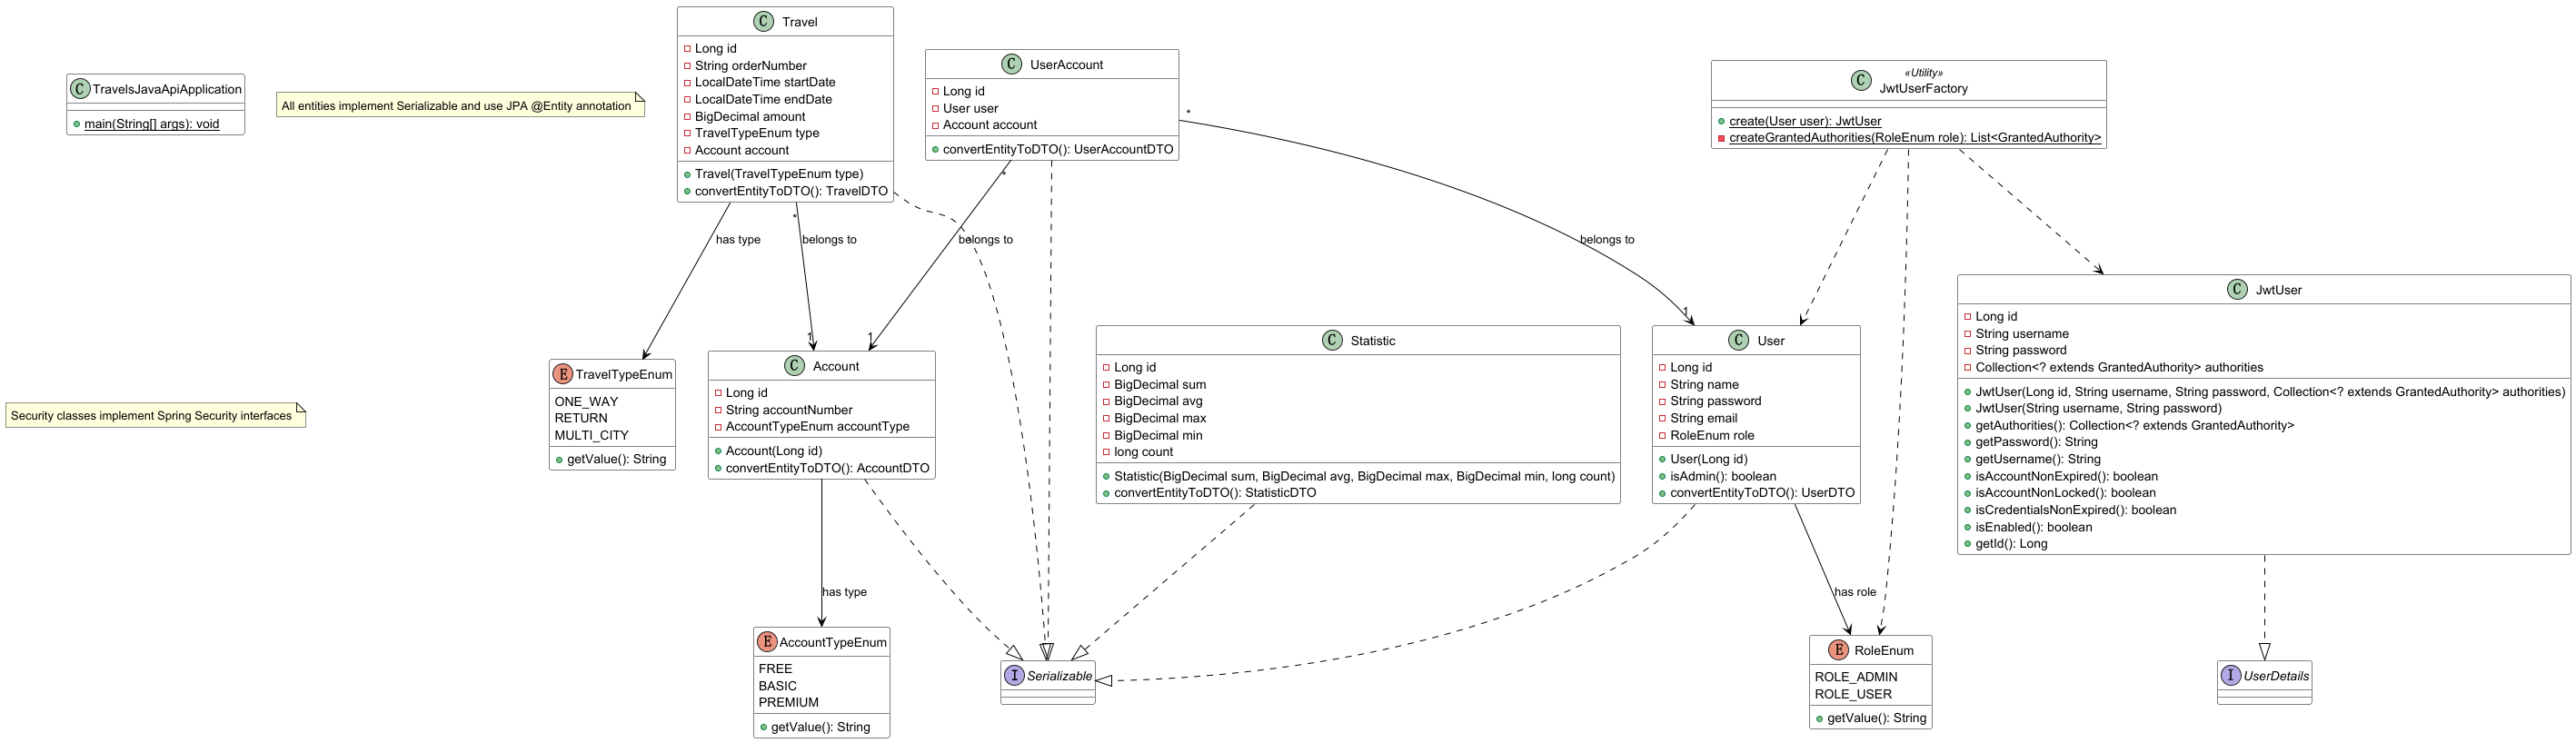 C TravelsJavaApiApplication
main(String[] args): void
All entities implement Serializable and use JPA @Entity annotation
C Travel
Long id
String orderNumber
LocalDateTime startDate
LocalDateTime endDate
BigDecimal amount
TravelTypeEnum type
Account account
Travel(TravelTypeEnum type)
convertEntityToDTO(): TravelDTO
C UserAccount
Long id
User user
Account account
convertEntityToDTO(): UserAccountDTO
C «Utility»
JwtUserFactory
create(User user): JwtUser
createGrantedAuthorities(RoleEnum role): List<GrantedAuthority>
*
*
*
has type
belongs to
belongs to
belongs to
1
1
1
Security classes implement Spring Security interfaces
E TravelTypeEnum
ONE_WAY
RETURN
MULTI_CITY
getValue(): String
C Account
Long id
String accountNumber
AccountTypeEnum accountType
Account(Long id)
convertEntityToDTO(): AccountDTO
C Statistic
Long id
BigDecimal sum
BigDecimal avg
BigDecimal max
BigDecimal min
long count
Statistic(BigDecimal sum, BigDecimal avg, BigDecimal max, BigDecimal min, long count)
convertEntityToDTO(): StatisticDTO
C User
Long id
String name
String password
String email
RoleEnum role
User(Long id)
isAdmin(): boolean
convertEntityToDTO(): UserDTO
C JwtUser
Long id
String username
String password
Collection<? extends GrantedAuthority> authorities
JwtUser(Long id, String username, String password, Collection<? extends GrantedAuthority> authorities)
JwtUser(String username, String password)
getAuthorities(): Collection<? extends GrantedAuthority>
getPassword(): String
getUsername(): String
isAccountNonExpired(): boolean
isAccountNonLocked(): boolean
isCredentialsNonExpired(): boolean
isEnabled(): boolean
getId(): Long
has type
has role
E AccountTypeEnum
FREE
BASIC
PREMIUM
getValue(): String
I Serializable
E RoleEnum
ROLE_ADMIN
ROLE_USER
getValue(): String
I UserDetails